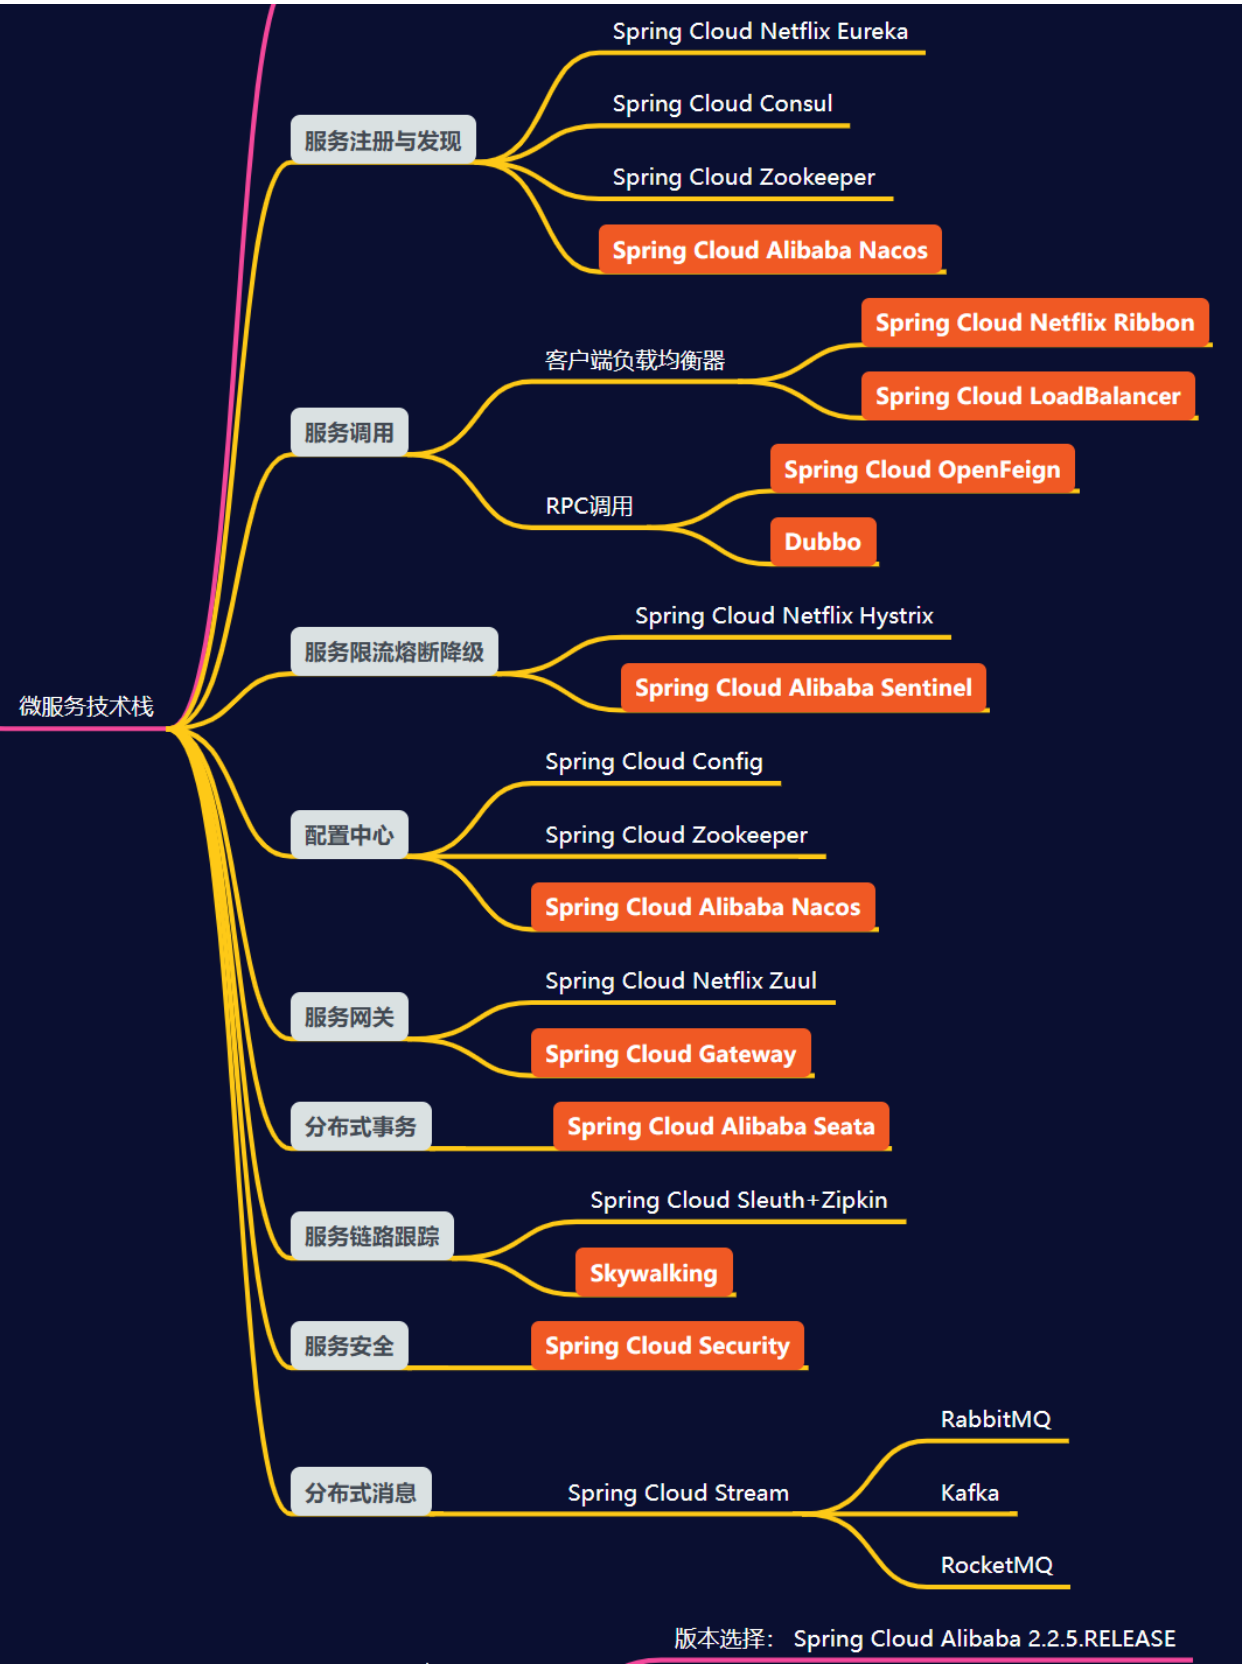 微服务技术栈
服务注册与发现
Spring Cloud Netflix Eureka
Spring Cloud Consul
Spring Cloud Zookeeper
Spring Cloud Alibaba Nacos
服务调用
客户端负载均衡器
Spring Cloud Netflix Ribbon
Spring Cloud LoadBalancer
RPC调用
Spring Cloud OpenFeign
Dubbo
服务限流熔断降级
Spring Cloud Netflix Hystrix
Spring Cloud Alibaba Sentinel
配置中心
Spring Cloud Config
Spring Cloud Zookeeper
Spring Cloud Alibaba Nacos
服务网关
Spring Cloud Netflix Zuul
Spring Cloud Gateway
分布式事务
Spring Cloud Alibaba Seata
服务链路跟踪
Spring Cloud Sleuth+Zipkin
Skywalking
服务安全
Spring Cloud Security
分布式消息
Spring Cloud Stream
RabbitMQ
Kafka
RocketMQ
版本选择： Spring Cloud Alibaba 2.2.5.RELEASE